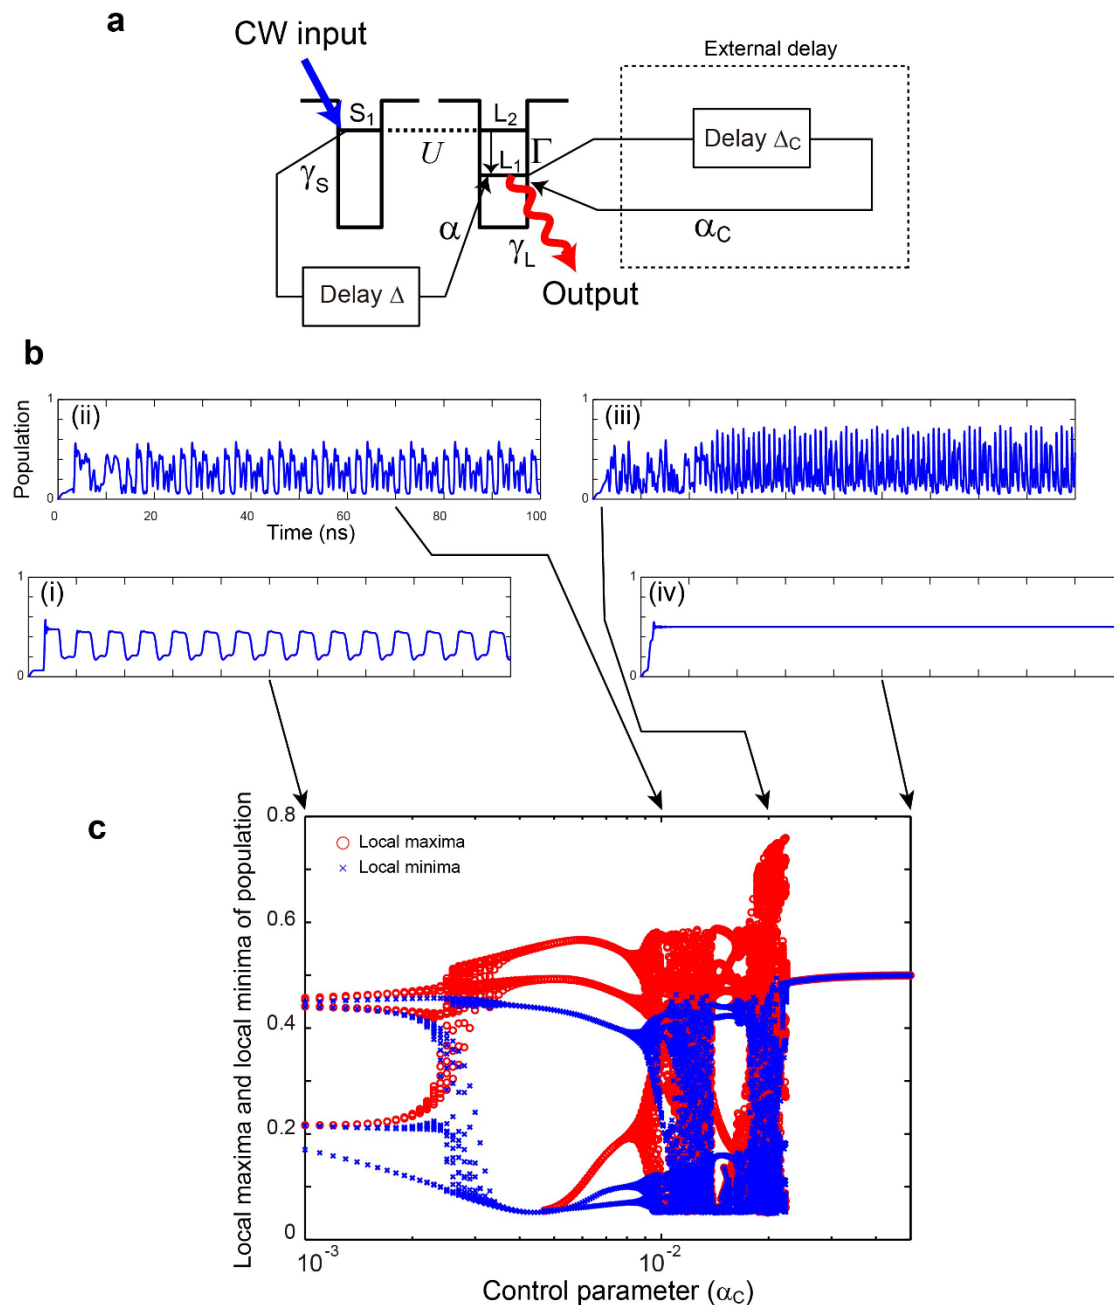 a
CW input
External delay
S1
L2
U
L1
Γ
Delay ΔC
γS
α
αC
γL
Delay Δ
Output
b
1
(ii)
Population
0
0 20 40 60 80 100
Time (ns)
1
(iii)
0
1
(i)
0
1
(iv)
0
c
Local maxima and local minima of population
0.8
0.6
0.4
0.2
0
Local maxima
Local minima
10-3
10-2
Control parameter (αC)